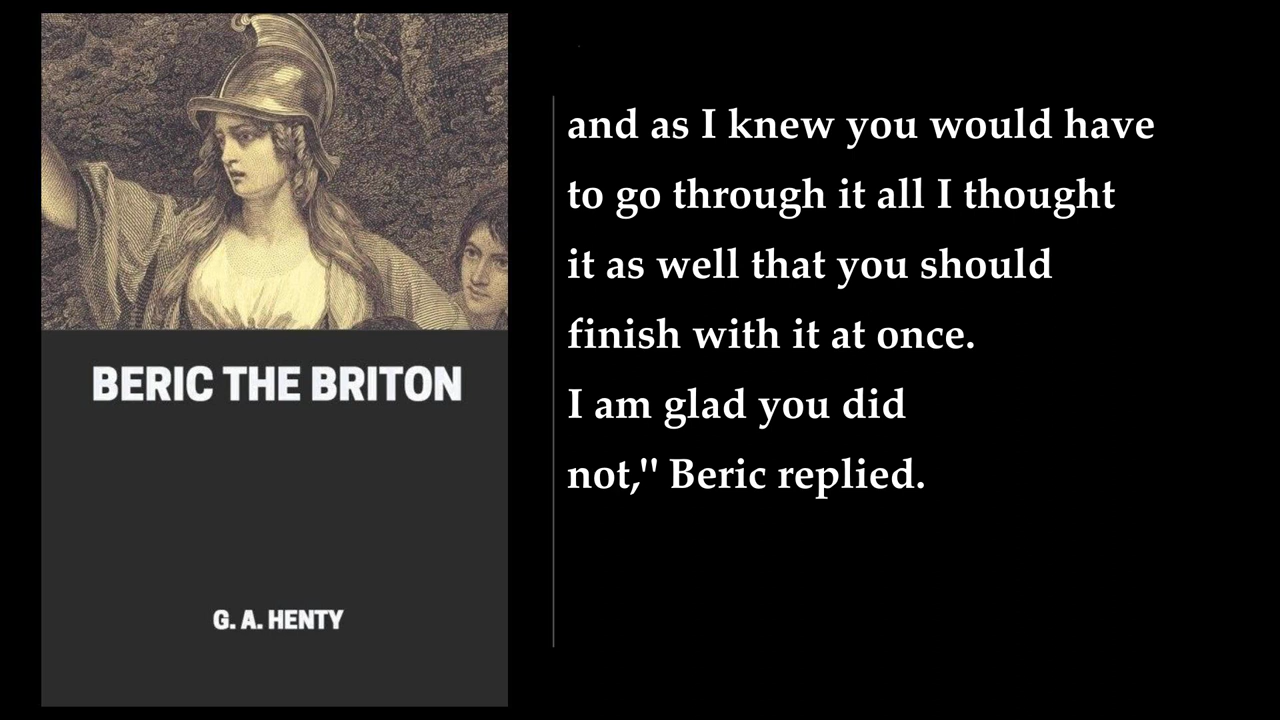 BERIC THE BRITON
G. A. HENTY
and as I knew you would have
to go through it all I thought
it as well that you should
finish with it at once.
I am glad you did
not," Beric replied.